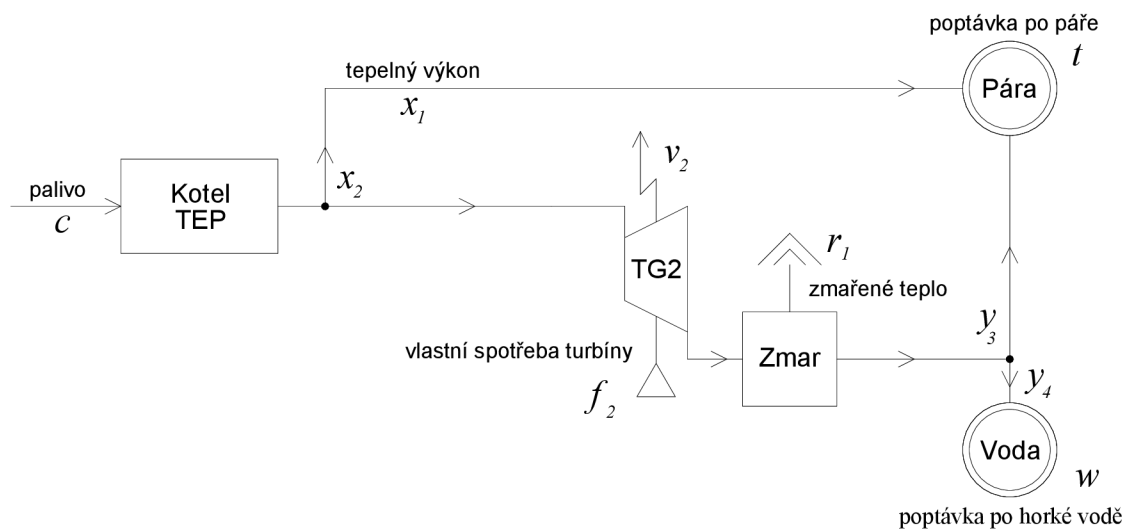 poptávka po páře
t
Pára
tepelný výkon
x1
v2
palivo
c
Kotel
TEP
x2
TG2
r1
zmařené teplo
vlastní spotřeba turbíny
f2
Zmar
y3
y4
Voda
w
poptávka po horké vodě